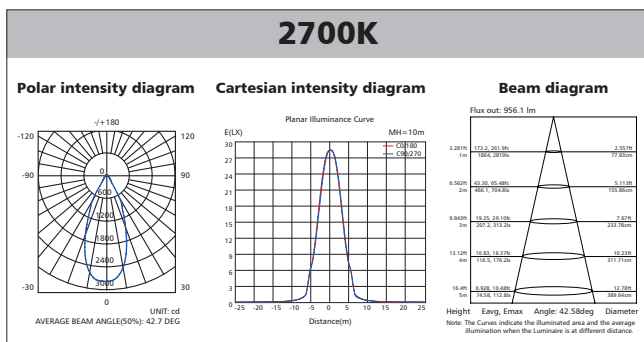 2700K
Polar intensity diagram
-/+180
-120
120
-90
90
0
600
1200
1800
2400
3000
-30
30
0
UNIT: cd
AVERAGE BEAM ANGLE(50%): 42.7 DEG
Cartesian intensity diagram
Planar Illuminance Curve
E(LX)
MH=10m
C0/180
C90/270
30
27
24
21
18
15
12
9
6
3
0
-25 -20 -15 -10 -5 0 5 10 15 20 25
Distance(m)
Beam diagram
Flux out: 956.1 lm
3.281ft 173.2, 261.9fc 2.557ft
1m 1864, 2819lx 77.93cm
6.562ft 43.30, 65.48fc 5.113ft
2m 466.1, 704.8lx 155.86cm
9.843ft 19.25, 29.10fc 7.67ft
3m 207.2, 313.2lx 233.78cm
13.12ft 10.83, 16.37fc 10.23ft
4m 116.5, 176.2lx 311.71cm
16.4ft 6.928, 10.48fc 12.78ft
5m 74.58, 112.8lx 389.64cm
Height Eavg, Emax Angle: 42.58deg Diameter
Note: The Curves indicate the illuminated area and the average
illumination when the Luminaire is at different distance.